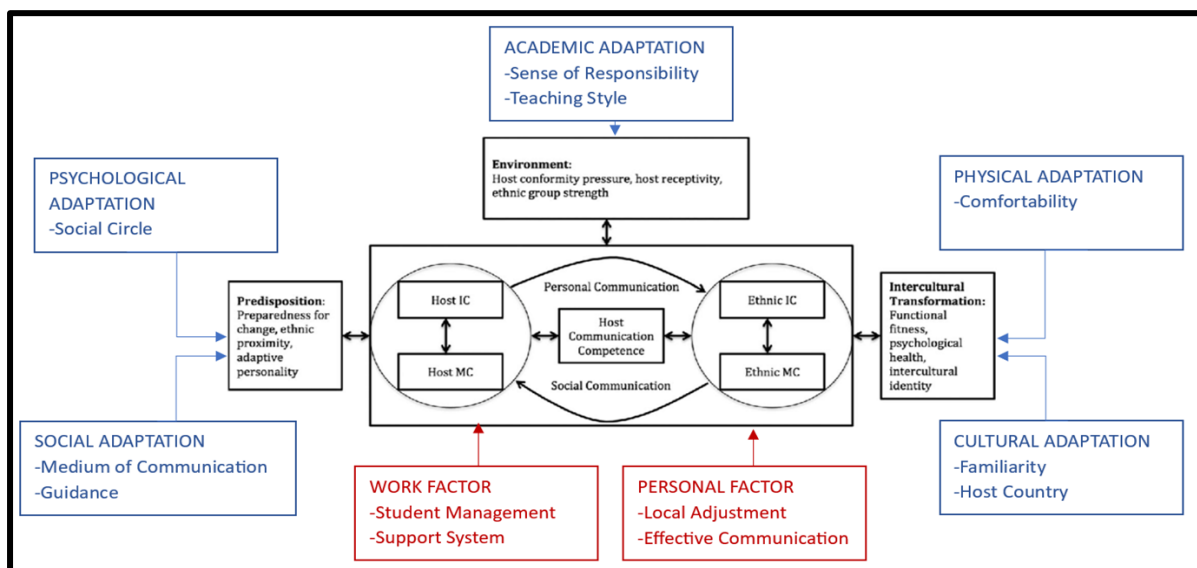 ACADEMIC ADAPTATION
-Sense of Responsibility
-Teaching Style
Environment:
Host conformity pressure, host receptivity,
ethnic group strength
PSYCHOLOGICAL
ADAPTATION
-Social Circle
PHYSICAL ADAPTATION
-Comfortability
Predisposition:
Preparedness for
change, ethnic
proximity,
adaptive
personality
Host IC
Host MC
Personal Communication
Host
Communication
Competence
Social Communication
Ethnic IC
Ethnic MC
Intercultural
Transformation:
Functional
fitness,
psychological
health,
intercultural
identity
SOCIAL ADAPTATION
-Medium of Communication
-Guidance
WORK FACTOR
-Student Management
-Support System
PERSONAL FACTOR
-Local Adjustment
-Effective Communication
CULTURAL ADAPTATION
-Familiarity
-Host Country